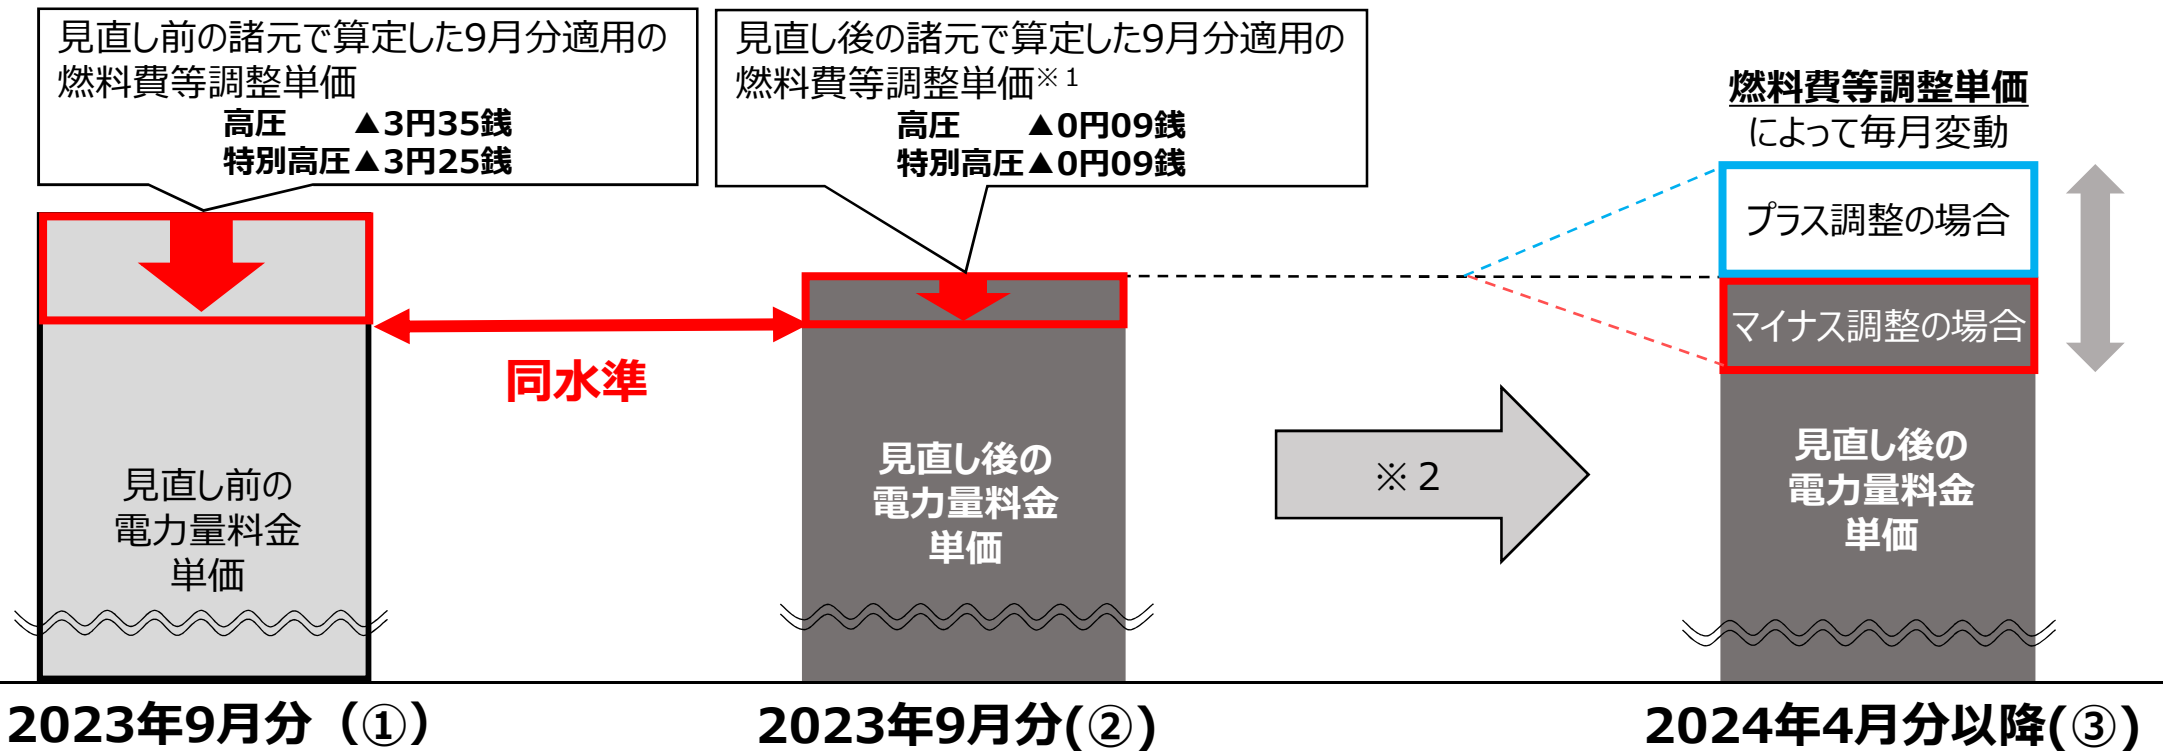 見直し前の諸元で算定した9月分適用の
燃料費等調整単価
高圧 ▲3円35銭
特別高圧▲3円25銭
見直し後の諸元で算定した9月分適用の
燃料費等調整単価※1
高圧 ▲0円09銭
特別高圧▲0円09銭
燃料費等調整単価
によって毎月変動
プラス調整の場合
マイナス調整の場合
同水準
見直し前の
電力量料金
単価
見直し後の
電力量料金
単価
※2
見直し後の
電力量料金
単価
2023年9月分（①）
2023年9月分(②)
2024年4月分以降(③)